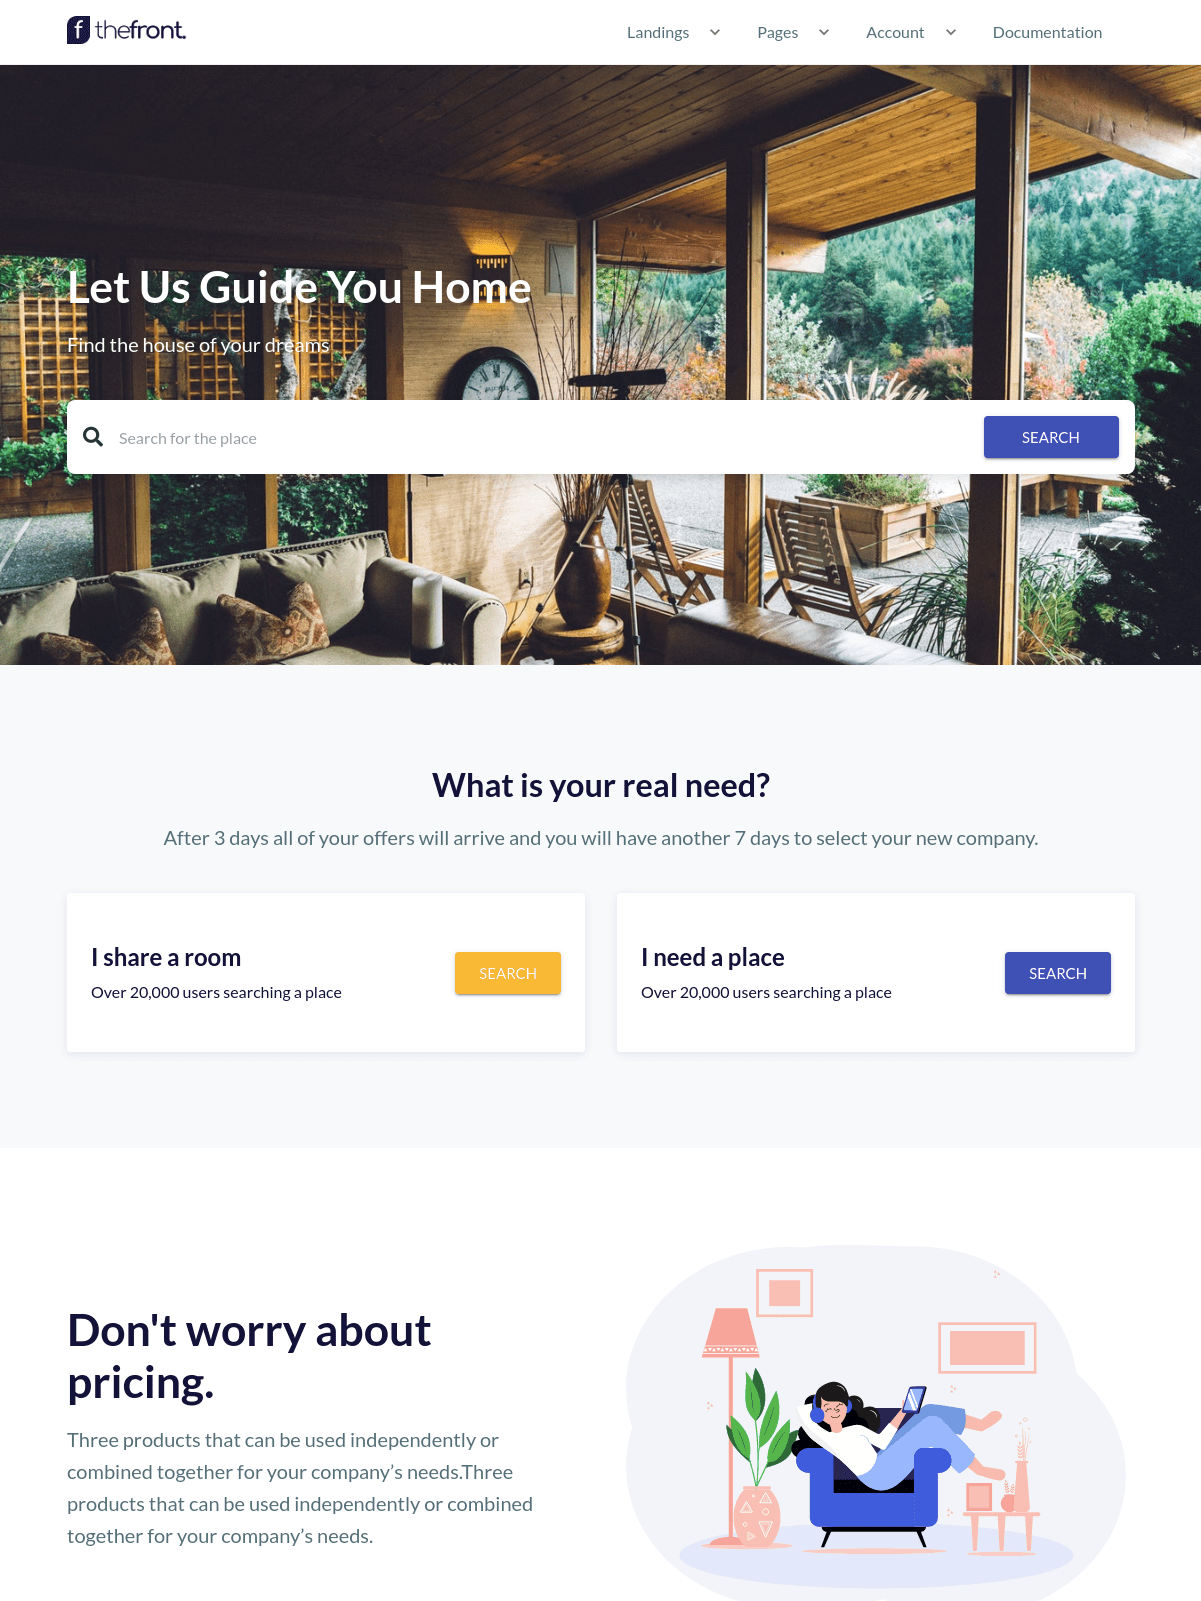 thefront.
Landings
Pages
Account
Documentation
Let Us Guide You Home
Find the house of your dreams
Search for the place
SEARCH
What is your real need?
After 3 days all of your offers will arrive and you will have another 7 days to select your new company.
I share a room
Over 20,000 users searching a place
SEARCH
I need a place
Over 20,000 users searching a place
SEARCH
Don't worry about
pricing.
Three products that can be used independently or
combined together for your company’s needs.Three
products that can be used independently or combined
together for your company’s needs.